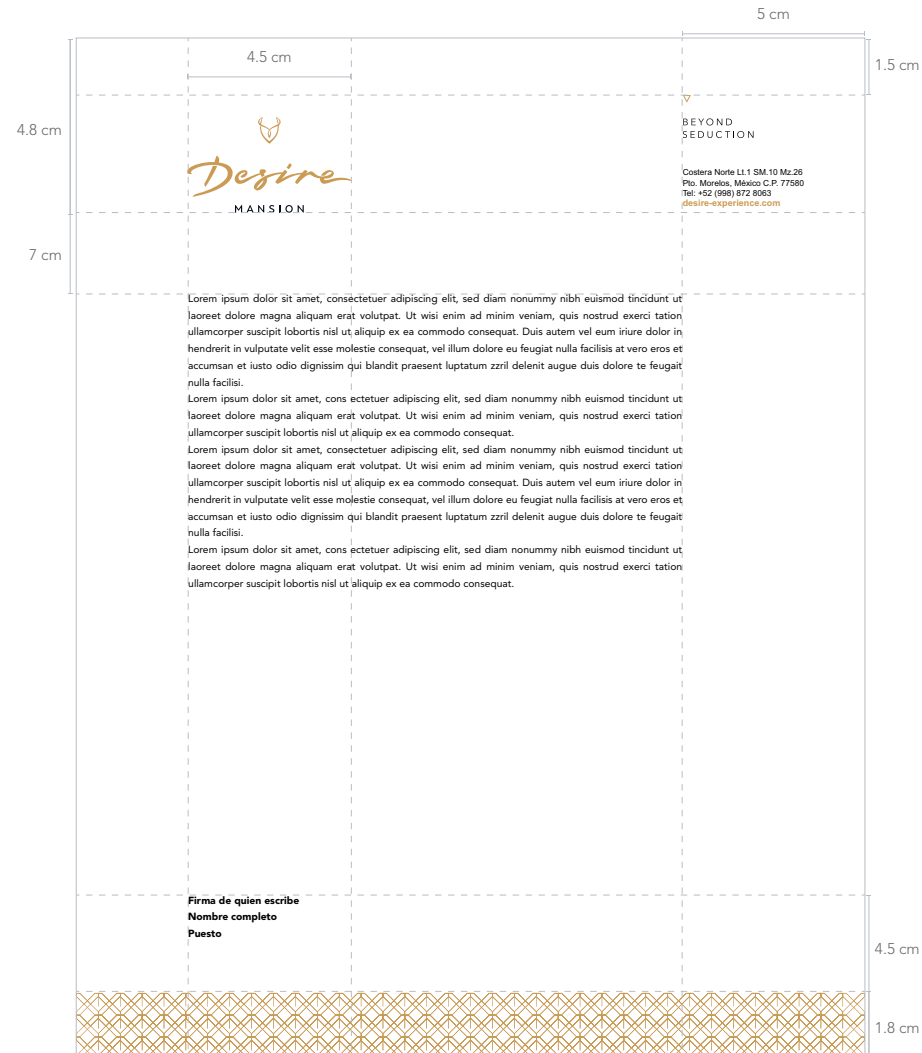 5 cm
4.5 cm
1.5 cm
4.8 cm
BEYOND
SEDUCTION
Desire
MANSION
Costera Norte Lt.1 SM.10 Mz.26
Pto. Morelos, México C.P. 77580
Tel: +52 (998) 872 8063
desire-experience.com
7 cm
Lorem ipsum dolor sit amet, consectetuer adipiscing elit, sed diam nonummy nibh euismod tincidunt ut
laoreet dolore magna aliquam erat volutpat. Ut wisi enim ad minim veniam, quis nostrud exerci tation
ullamcorper suscipit lobortis nisl ut aliquip ex ea commodo consequat. Duis autem vel eum iriure dolor in
hendrerit in vulputate velit esse molestie consequat, vel illum dolore eu feugiat nulla facilisis at vero eros et
accumsan et iusto odio dignissim qui blandit praesent luptatum zzril delenit augue duis dolore te feugait
nulla facilisi.
Lorem ipsum dolor sit amet, cons ectetuer adipiscing elit, sed diam nonummy nibh euismod tincidunt ut
laoreet dolore magna aliquam erat volutpat. Ut wisi enim ad minim veniam, quis nostrud exerci tation
ullamcorper suscipit lobortis nisl ut aliquip ex ea commodo consequat.
Lorem ipsum dolor sit amet, consectetuer adipiscing elit, sed diam nonummy nibh euismod tincidunt ut
laoreet dolore magna aliquam erat volutpat. Ut wisi enim ad minim veniam, quis nostrud exerci tation
ullamcorper suscipit lobortis nisl ut aliquip ex ea commodo consequat. Duis autem vel eum iriure dolor in
hendrerit in vulputate velit esse molestie consequat, vel illum dolore eu feugiat nulla facilisis at vero eros et
accumsan et iusto odio dignissim qui blandit praesent luptatum zzril delenit augue duis dolore te feugait
nulla facilisi.
Lorem ipsum dolor sit amet, cons ectetuer adipiscing elit, sed diam nonummy nibh euismod tincidunt ut
laoreet dolore magna aliquam erat volutpat. Ut wisi enim ad minim veniam, quis nostrud exerci tation
ullamcorper suscipit lobortis nisl ut aliquip ex ea commodo consequat.
Firma de quien escribe
Nombre completo
Puesto
4.5 cm
1.8 cm